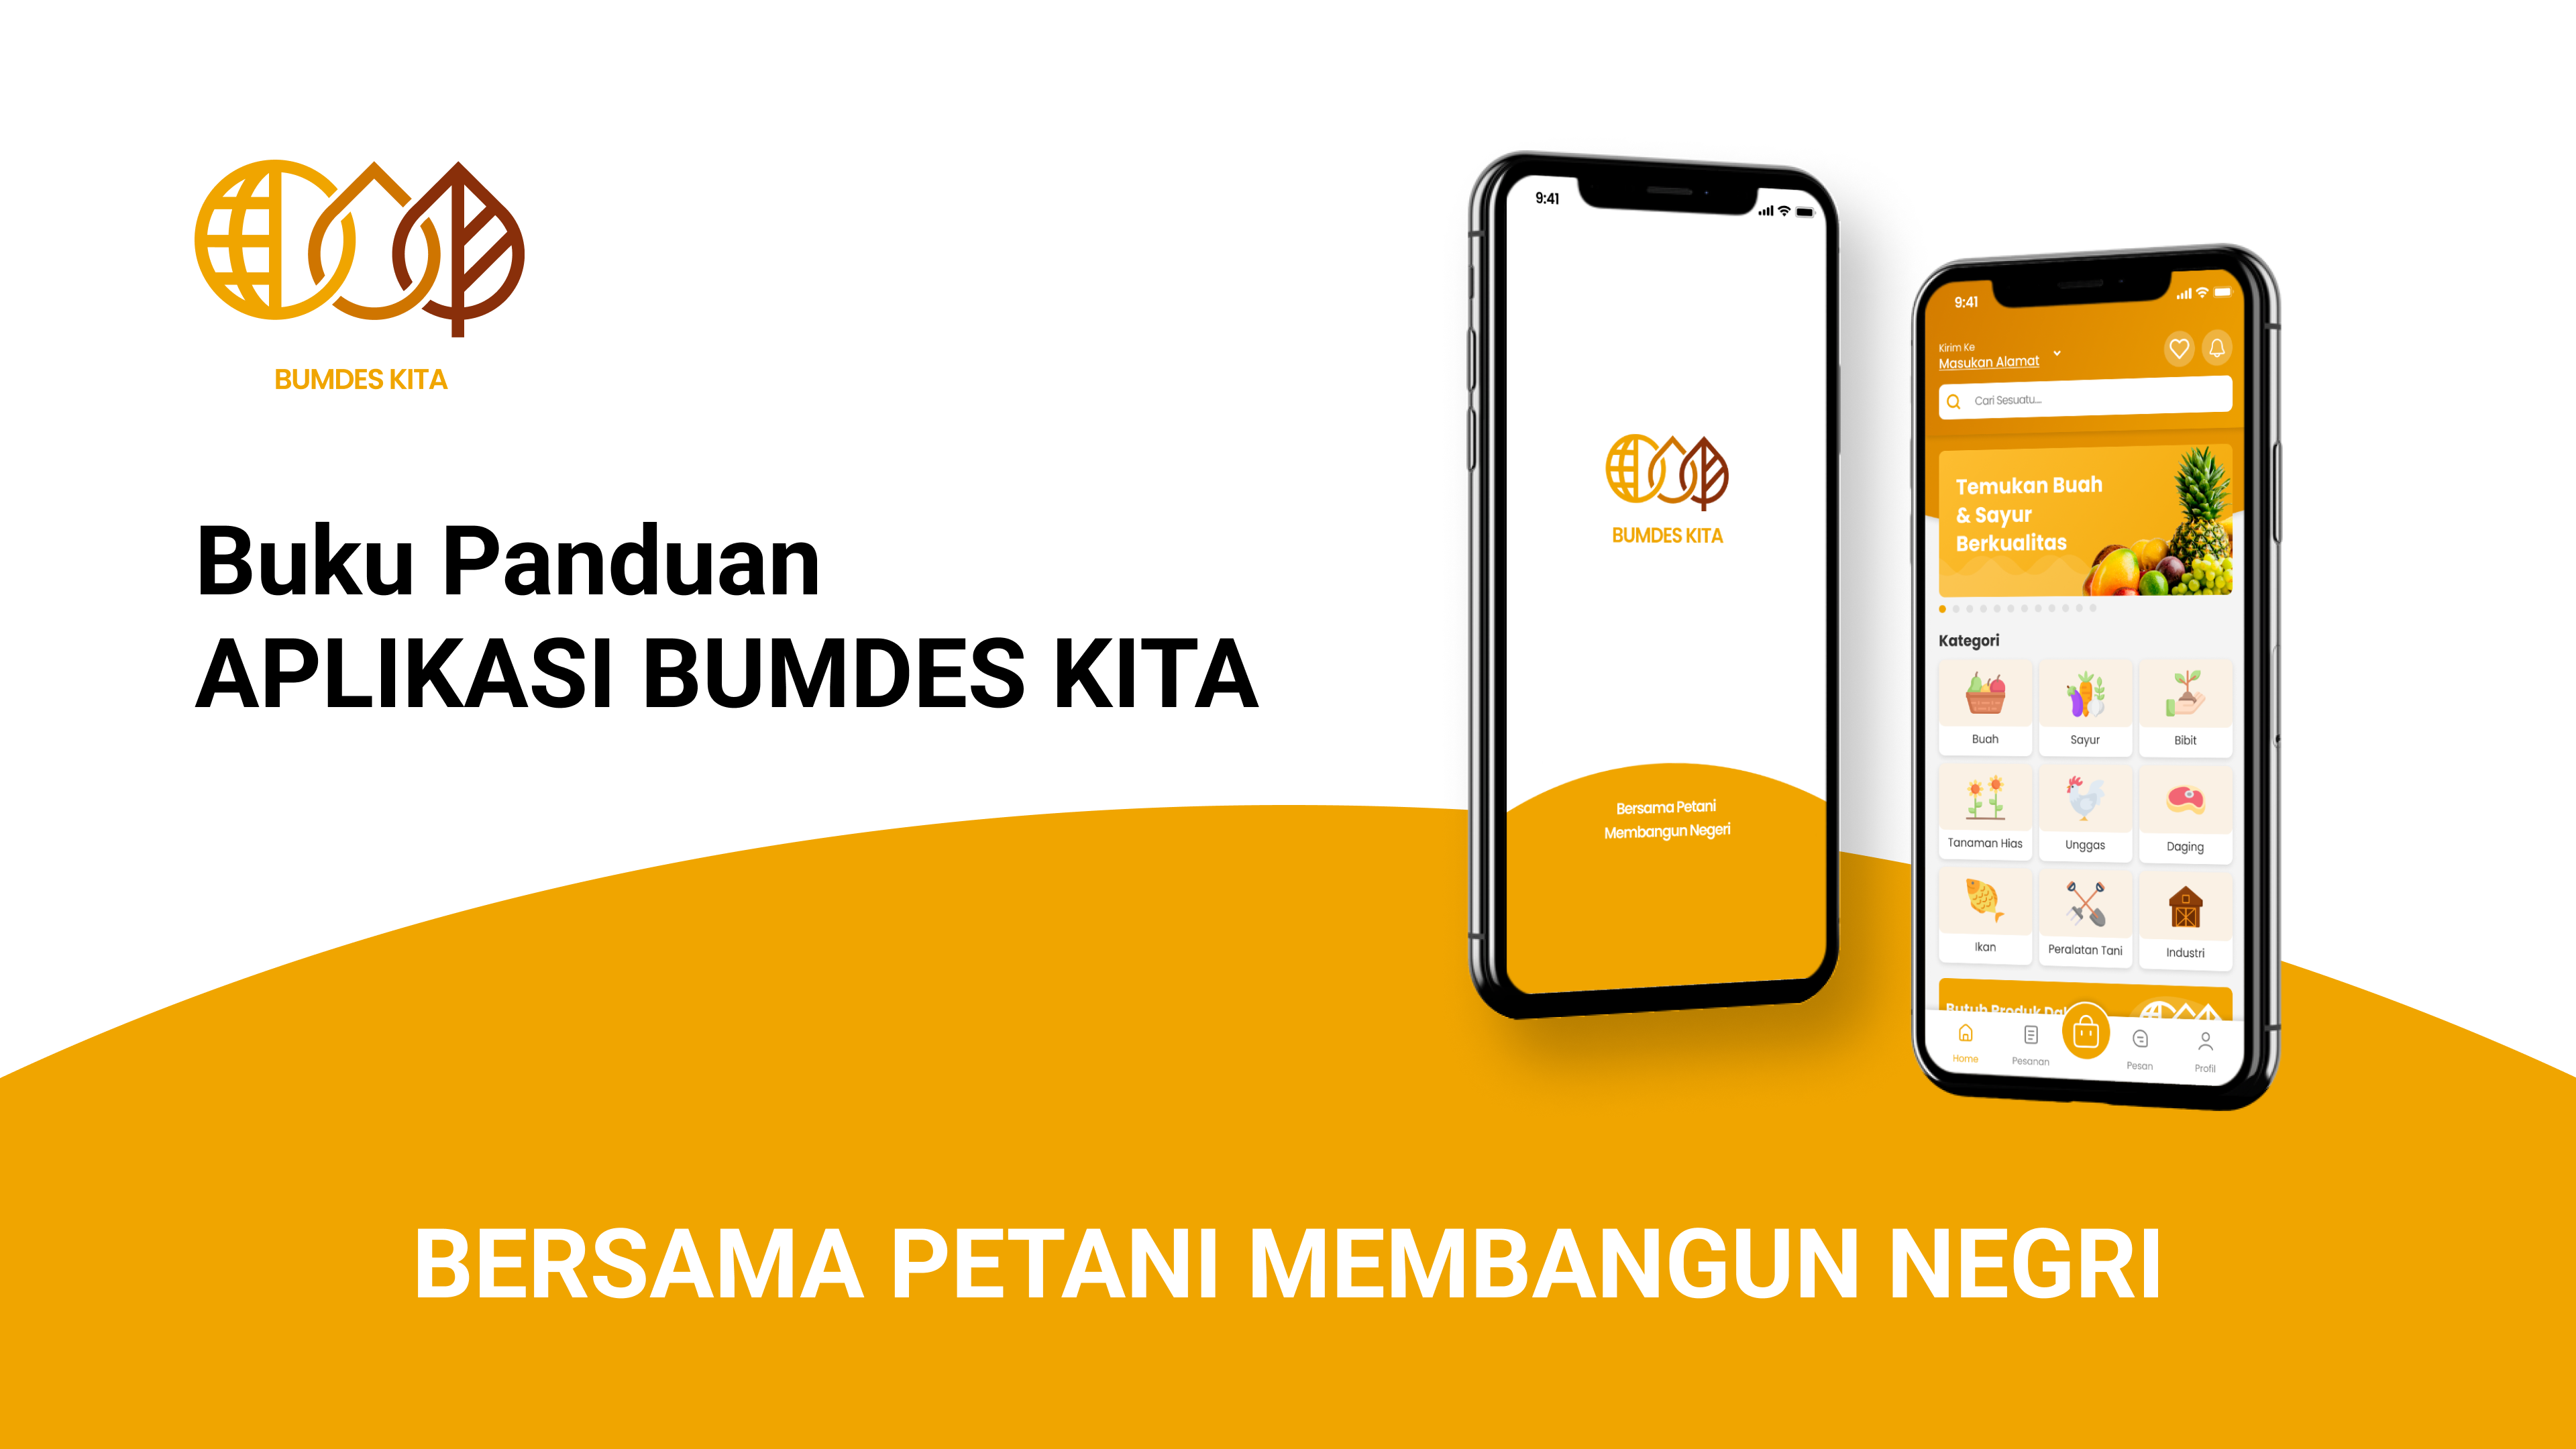 BUMDES KITA
Buku Panduan
APLIKASI BUMDES KITA
9:41
BUMDES KITA
Bersama Petani
Membangun Negeri
9:41
Kirim Ke
Masukan Alamat
Cari Sesuatu...
Temukan Buah
& Sayur
Berkualitas
Kategori
Buah
Sayur
Bibit
Tanaman Hias
Unggas
Daging
Ikan
Peralatan Tani
Industri
Butuh Produk
Home
Pesanan
Pesan
Profil
BERSAMA PETANI MEMBANGUN NEGRI